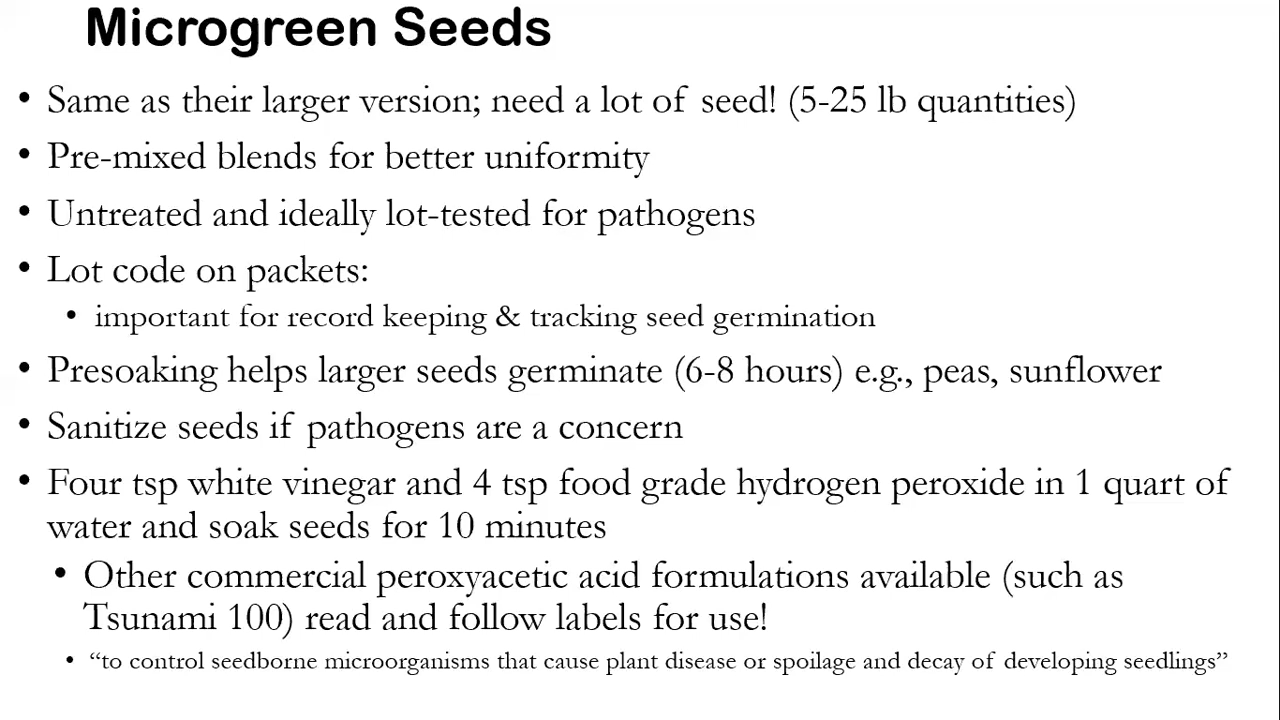 Microgreen Seeds
• Same as their larger version; need a lot of seed! (5-25 lb quantities)
• Pre-mixed blends for better uniformity
• Untreated and ideally lot-tested for pathogens
• Lot code on packets:
• important for record keeping & tracking seed germination
• Presoaking helps larger seeds germinate (6-8 hours) e.g., peas, sunflower
• Sanitize seeds if pathogens are a concern
• Four tsp white vinegar and 4 tsp food grade hydrogen peroxide in 1 quart of
water and soak seeds for 10 minutes
• Other commercial peroxyacetic acid formulations available (such as
Tsunami 100) read and follow labels for use!
• “to control seedborne microorganisms that cause plant disease or spoilage and decay of developing seedlings”